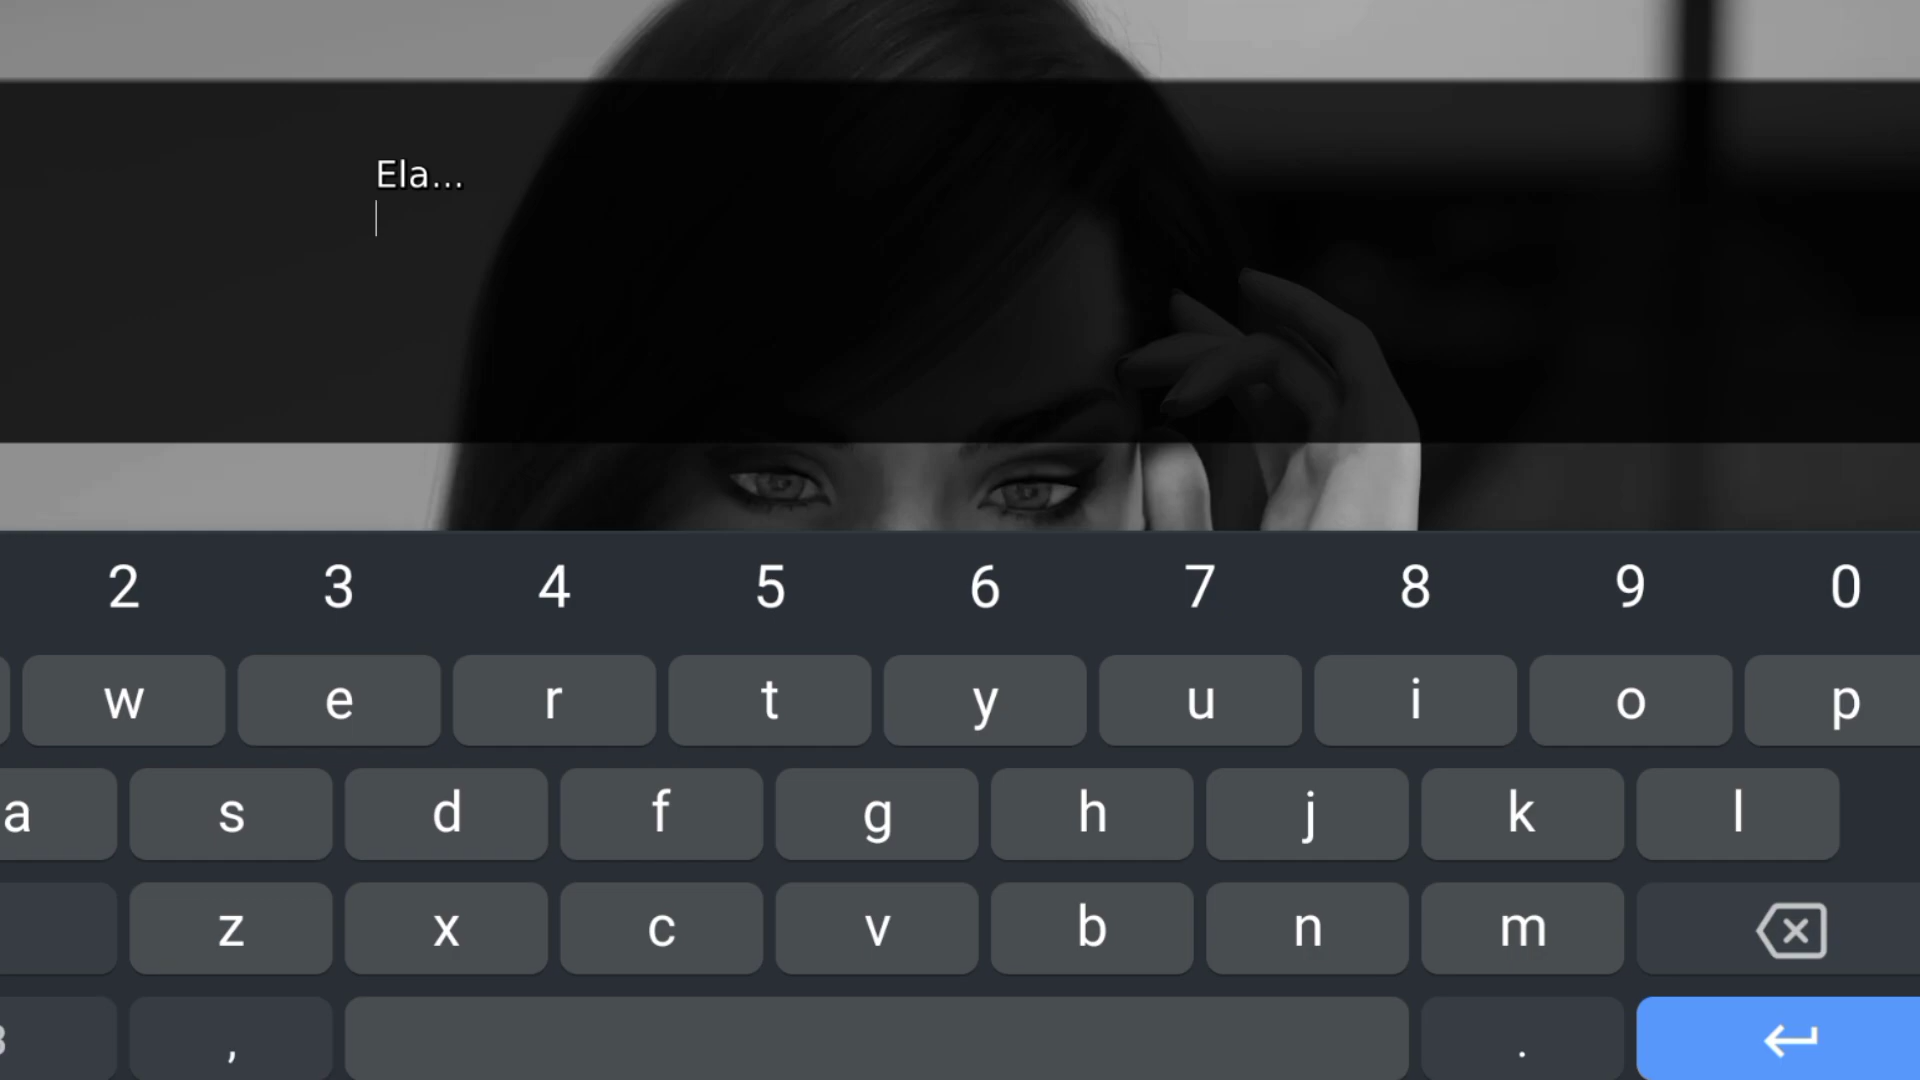 Ela...
2 3 4 5 6 7 8 9 0
w e r t y u i o p
a s d f g h j k l
z x c v b n m
, .